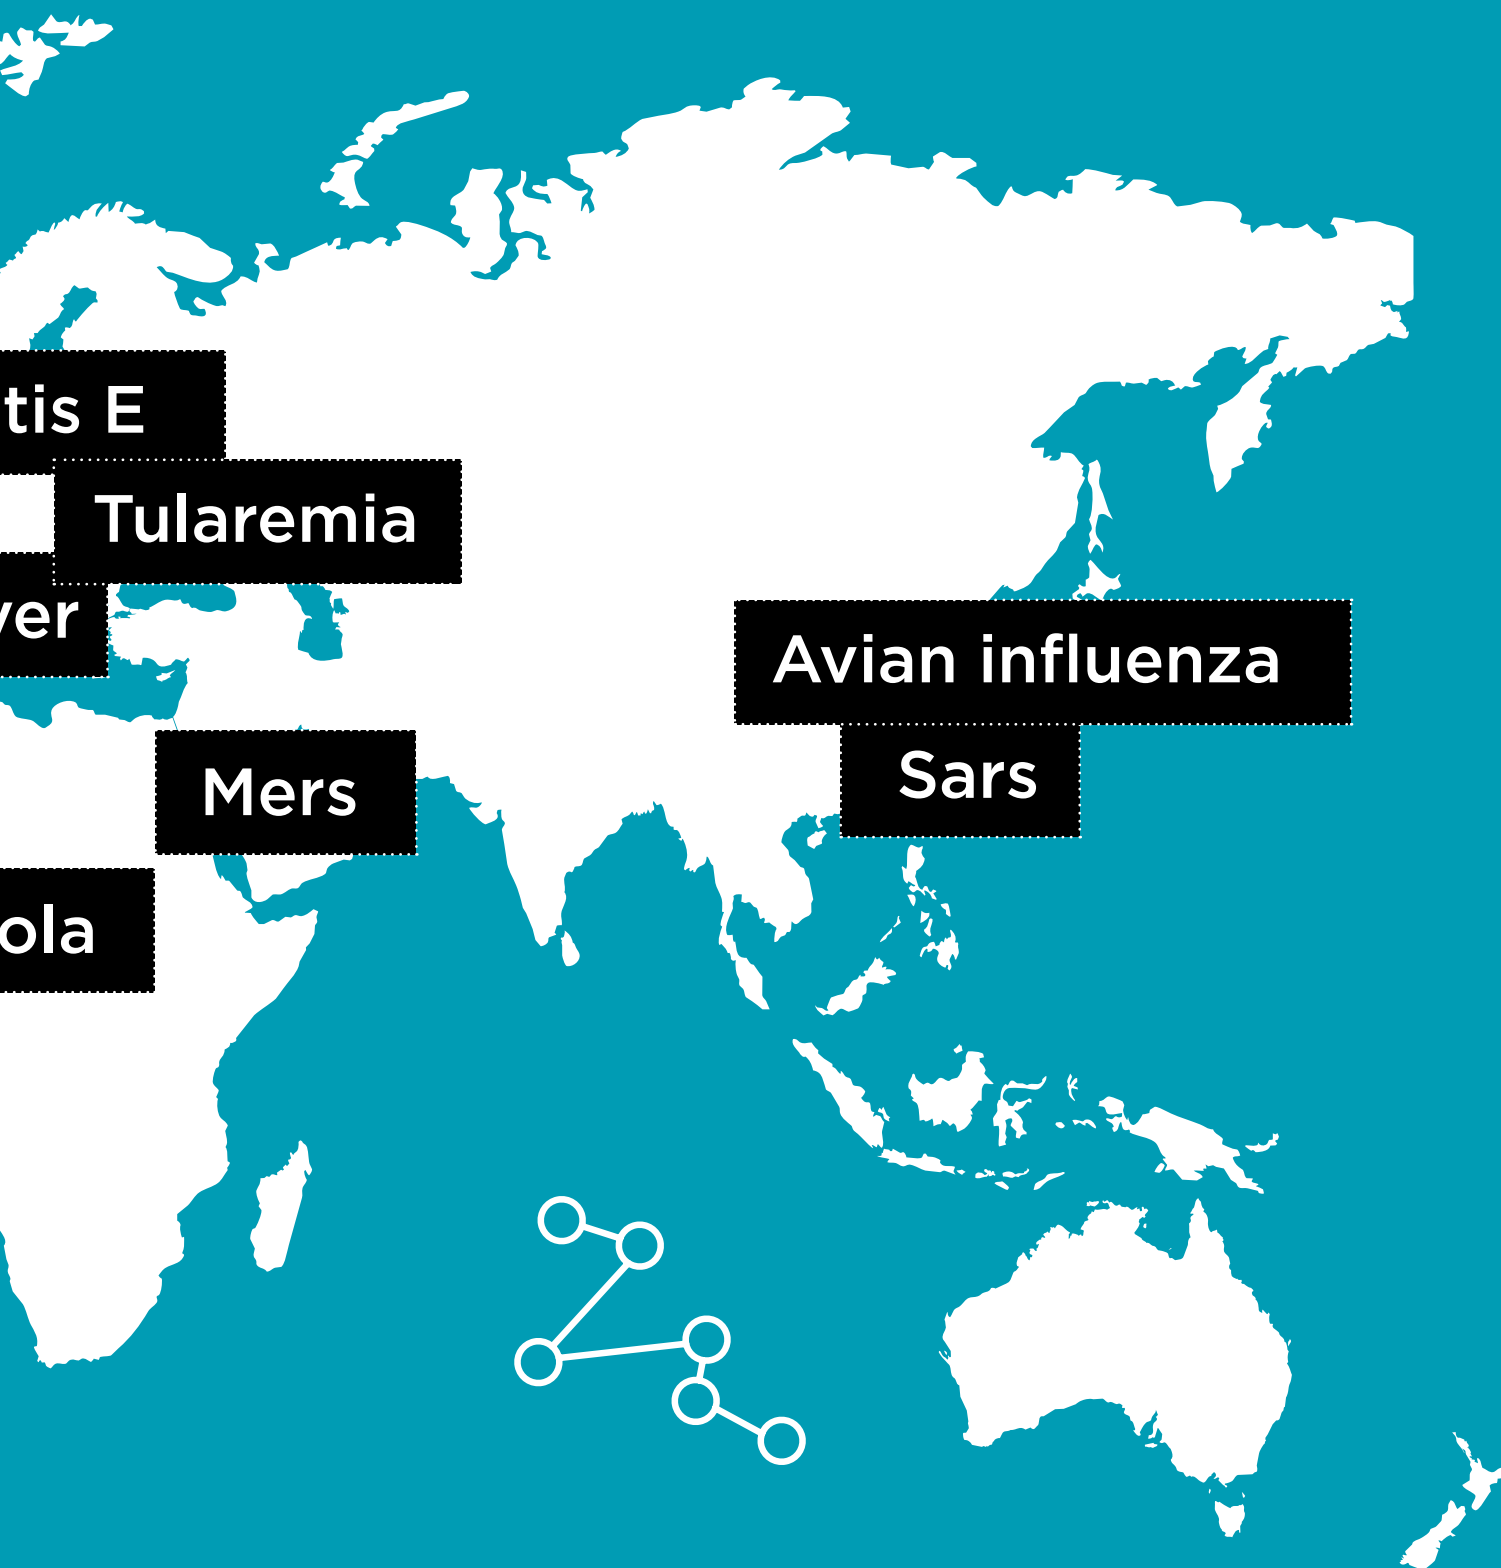 tis E
Tularemia
ver
Avian influenza
Mers
Sars
ola